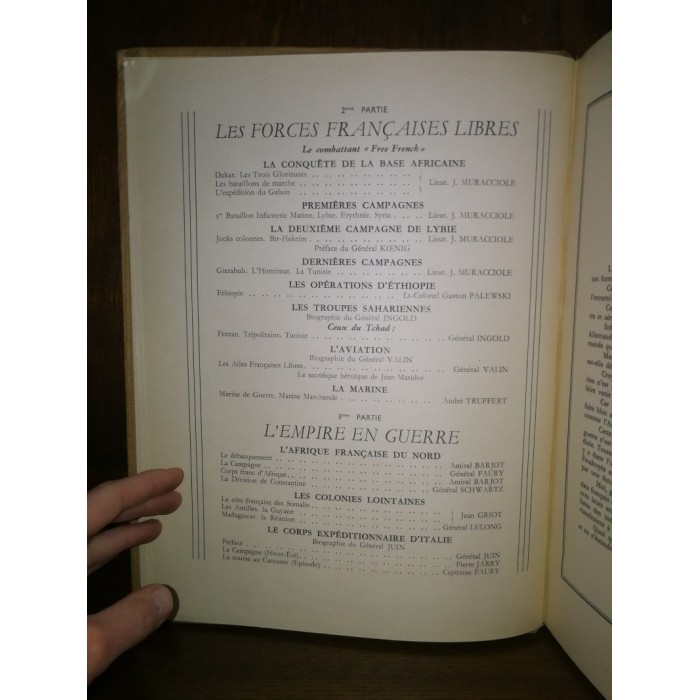 2me PARTIE
LES FORCES FRANÇAISES LIBRES
Le combattant « Free French »
LA CONQUÊTE DE LA BASE AFRICAINE
Dakar. Les Trois Glorieuses
Les bataillons de marche Lieut. J. MURACCIOLE
L'expédition du Gabon
PREMIÈRES CAMPAGNES
1er Bataillon Infanterie Marine. Lybie. Erythrée. Syrie Lieut. J. MURACCIOLE
LA DEUXIÈME CAMPAGNE DE LYBIE
Jocks colonnes. Bir-Hakeim Lieut. J. MURACCIOLE
Préface du Général KŒNIG
DERNIÈRES CAMPAGNES
Giarabub. L'Himeimat. La Tunisie Lieut. J. MURACCIOLE
LES OPÉRATIONS D'ÉTHIOPIE
Ethiopie Lt-Colonel Gaston PALEWSKI
LES TROUPES SAHARIENNES
Biographie du Général INGOLD
Ceux du Tchad :
Fezzan. Tripolitaine. Tunisie Général INGOLD
L'AVIATION
Biographie du Général VALIN
Les Ailes Françaises Libres Général VALIN
Le sacrifice héroïque de Jean Maridor
LA MARINE
Marine de Guerre. Marine Marchande André TRUFFERT
3me PARTIE
L'EMPIRE EN GUERRE
L'AFRIQUE FRANÇAISE DU NORD
Le débarquement Amiral BARJOT
La Campagne Général FAURY
Corps franc d'Afrique Amiral BARJOT
La Division de Constantine Général SCHWARTZ
LES COLONIES LOINTAINES
La côte française des Somalis
Les Antilles, la Guyane Jean GRIOT
Madagascar, la Réunion Général LELONG
LE CORPS EXPÉDITIONNAIRE D'ITALIE
Biographie du Général JUIN
Préface Général JUIN
La Campagne (Hiver-Eté) Pierre JARRY
La course au Capitaine FAURY